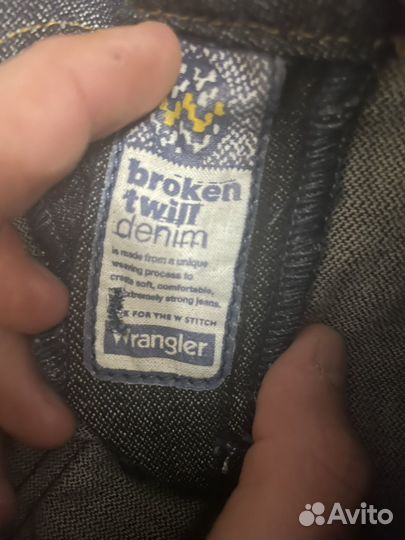 broken
twill
denim
is made from a unique
weaving process to
create soft, comfortable,
extremely strong jeans.
FOR THE W STITCH
Wrangler
Avito